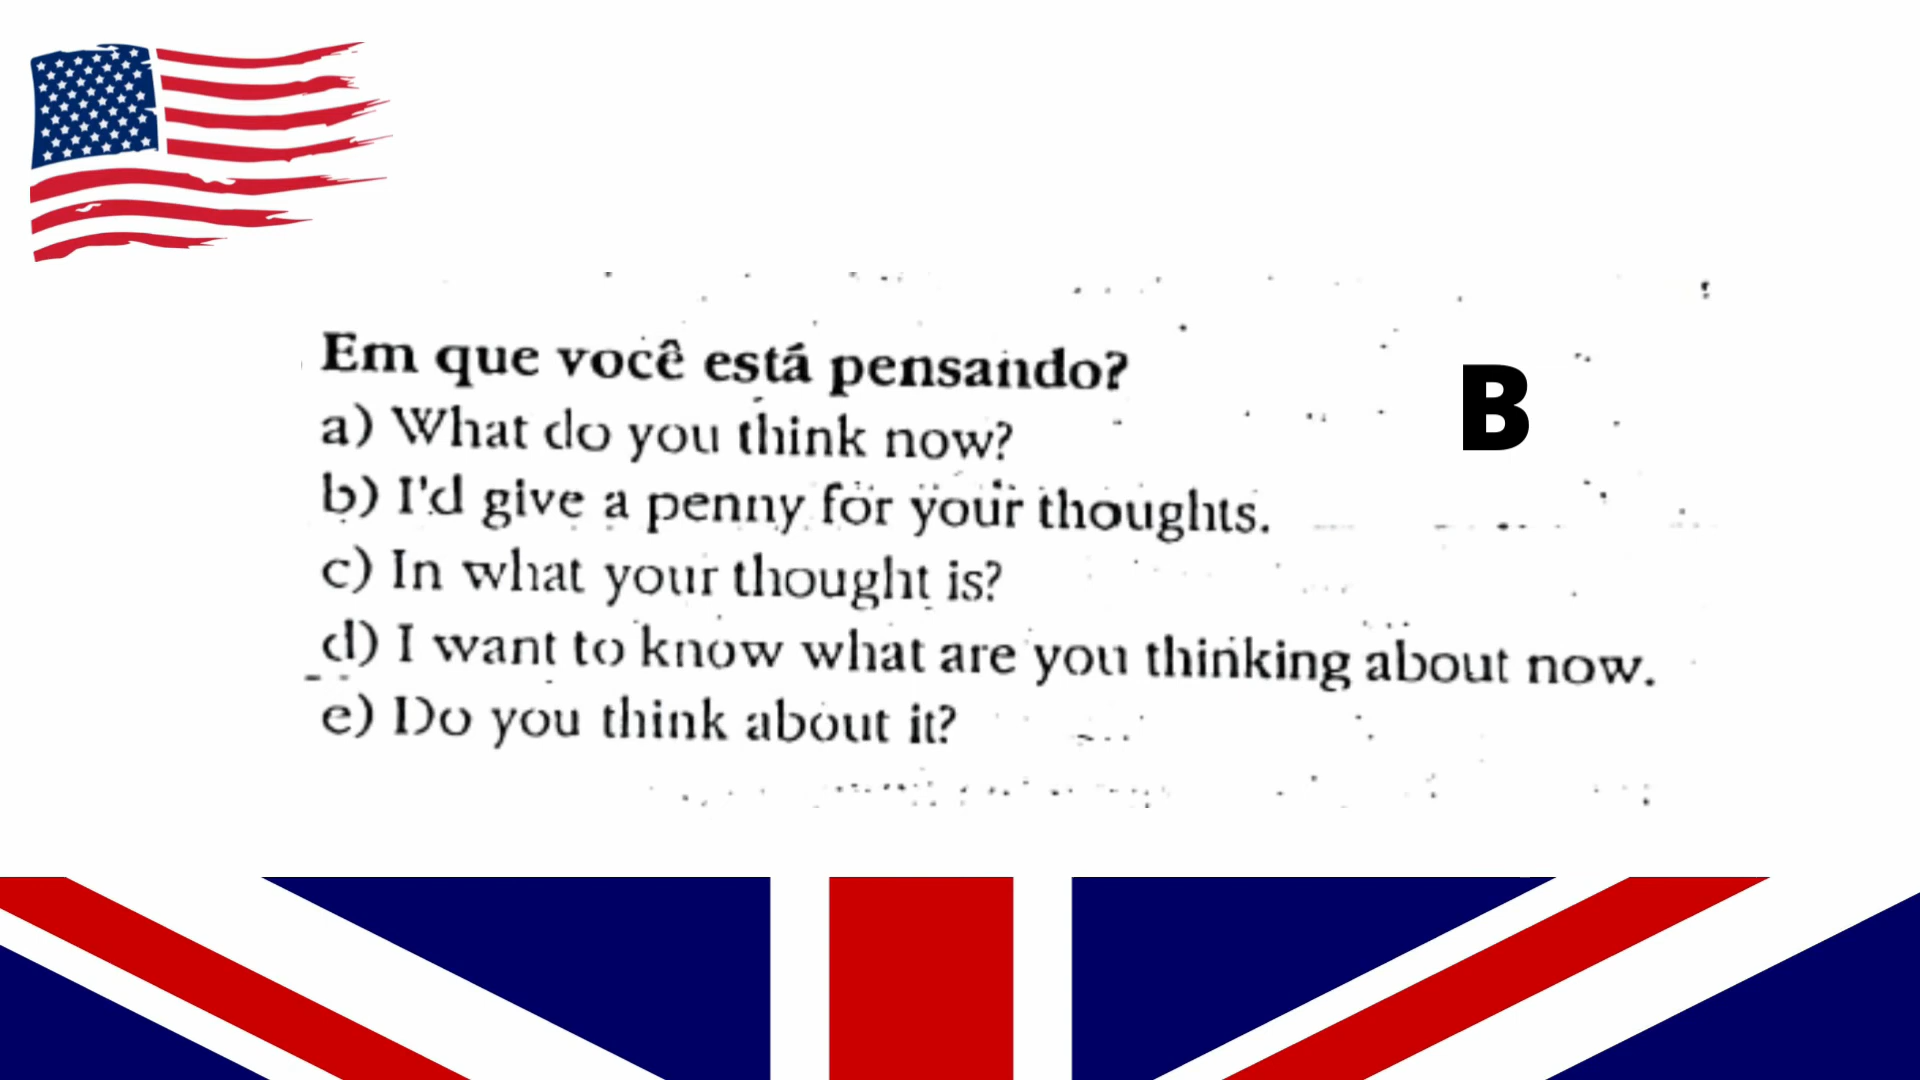 Em que você está pensando?
a) What do you think now?
B
b) I'd give a penny for your thoughts.
c) In what your thought is?
d) I want to know what are you thinking about now.
e) Do you think about it?